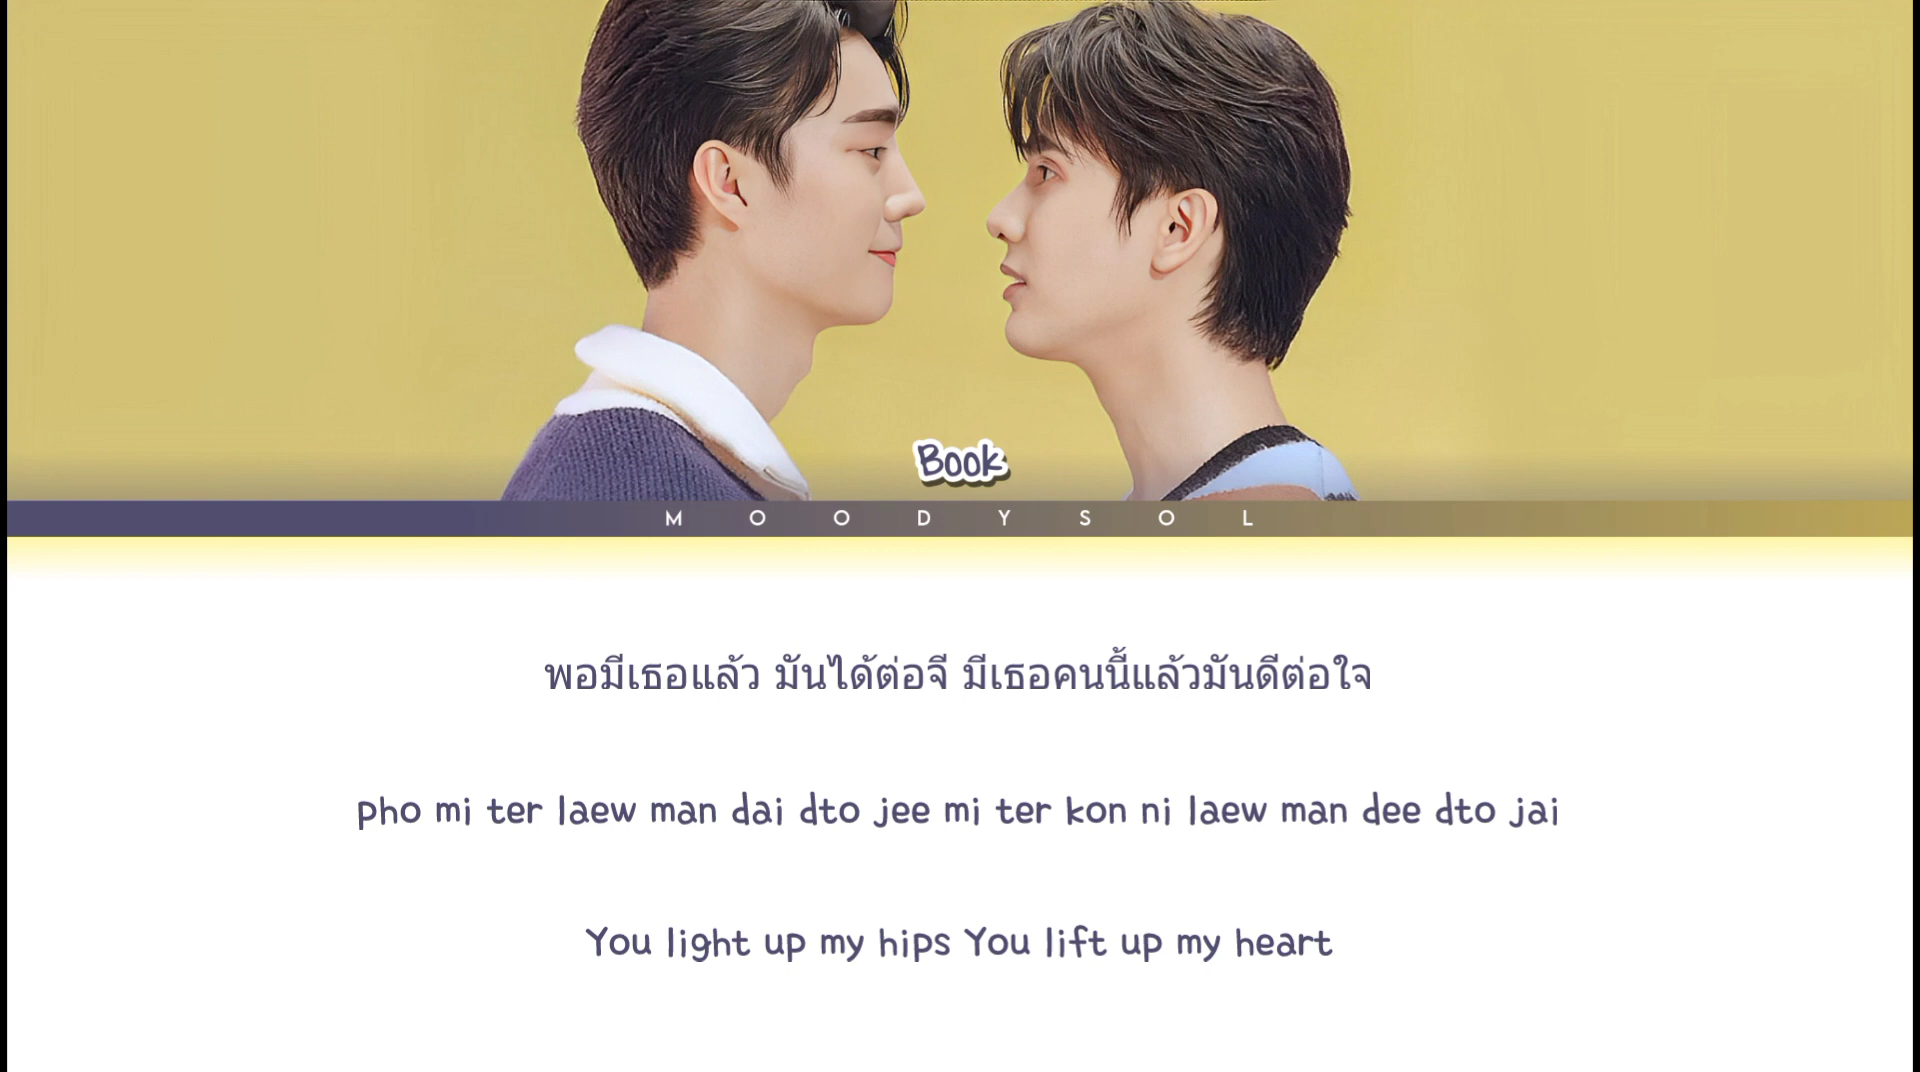 Book
MOODYSOL
พอมีเธอแล้ว มันได้ต่อจี มีเธอคนนี้แล้วมันดีต่อใจ
pho mi ter laew man dai dto jee mi ter kon ni laew man dee dto jai
You light up my hips You lift up my heart